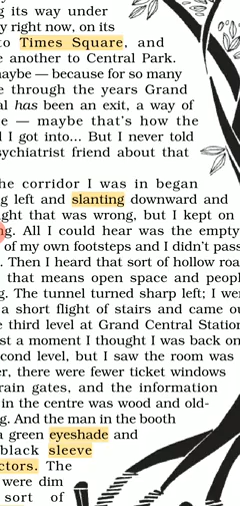 g its way under
y right now, on its
to Times Square, and
e another to Central Park.
maybe — because for so many
e through the years Grand
al has been an exit, a way of
e — maybe that's how the
l I got into... But I never told
sychiatrist friend about that
he corridor I was in began
g left and slanting downward and
ght that was wrong, but I kept on
g. All I could hear was the empty
of my own footsteps and I didn't pass
. Then I heard that sort of hollow roa
that means open space and peopl
g. The tunnel turned sharp left; I wen
a short flight of stairs and came ou
e third level at Grand Central Station
st a moment I thought I was back on
cond level, but I saw the room was
er, there were fewer ticket windows
rain gates, and the information
in the centre was wood and old-
g. And the man in the booth
a green eyeshade and
black sleeve
ctors. The
were dim
sort of